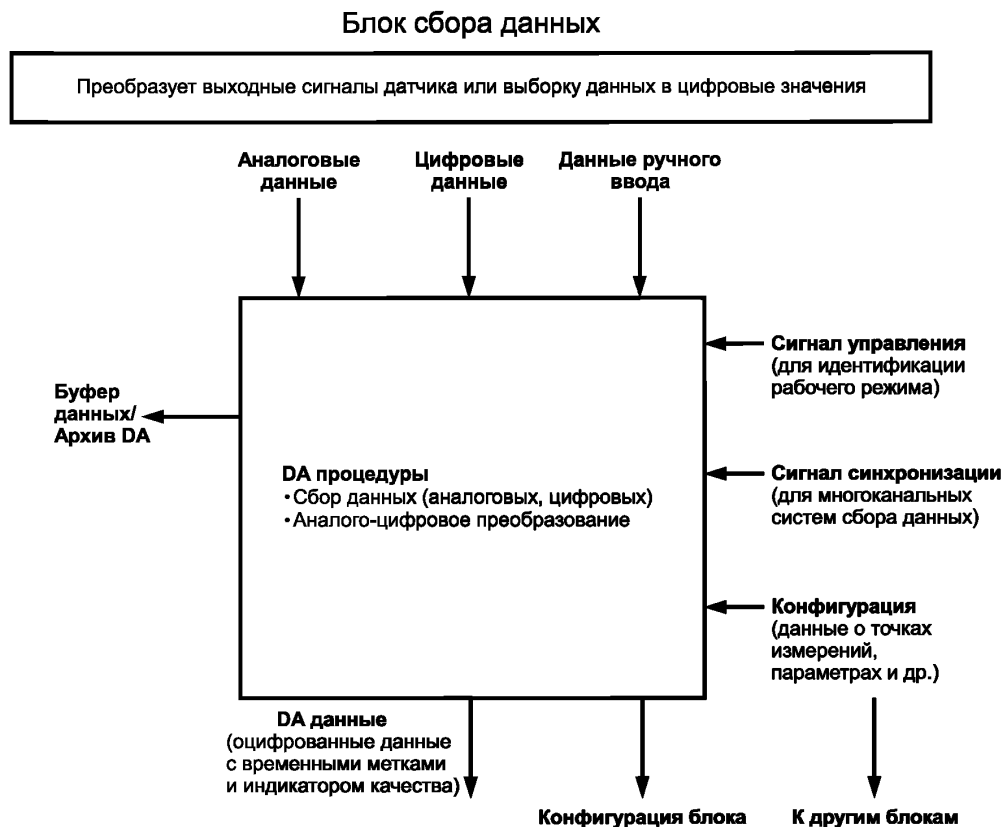 Блок сбора данных
Преобразует выходные сигналы датчика или выборку данных в цифровые значения
Аналоговые
данные
Цифровые
данные
Данные ручного
ввода
Сигнал управления
(для идентификации
рабочего режима)
Буфер
данных/
Архив DA
DA процедуры
•Сбор данных (аналоговых, цифровых)
•Аналого-цифровое преобразование
Сигнал синхронизации
(для многоканальных
систем сбора данных)
Конфигурация
(данные о точках
измерений,
параметрах и др.)
DA данные
(оцифрованные данные
с временными метками
и индикатором качества)
Конфигурация блока
К другим блокам